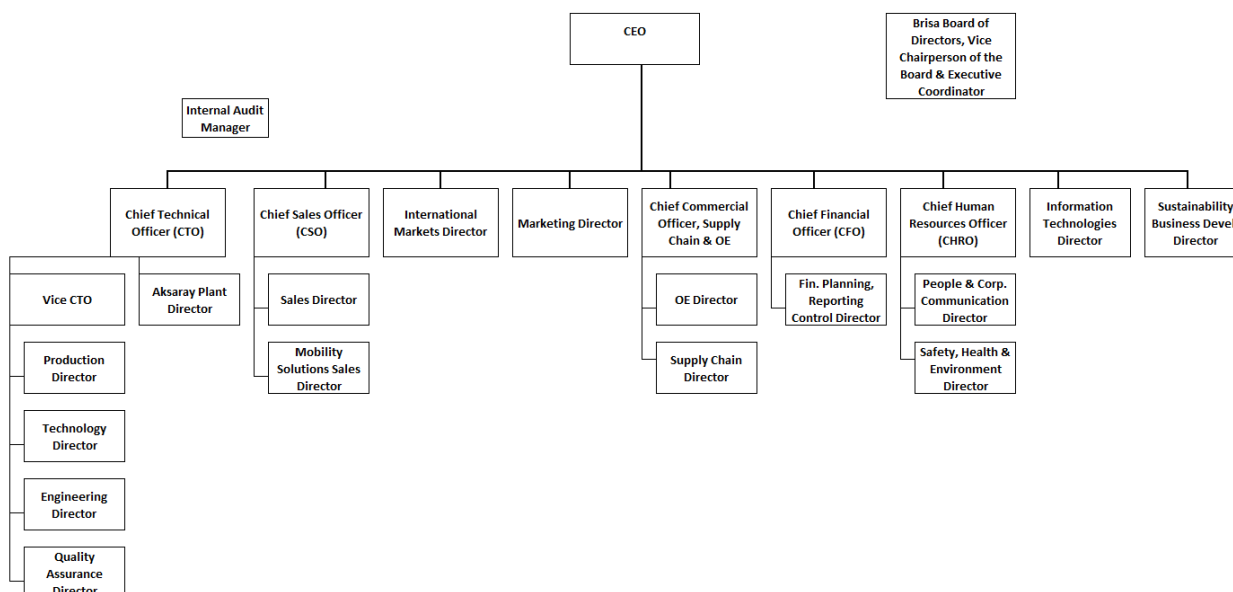 CEO
Brisa Board of
Directors, Vice
Chairperson of the
Board & Executive
Coordinator
Internal Audit
Manager
Chief Technical
Officer (CTO)
Chief Sales Officer
(CSO)
International
Markets Director
Marketing Director
Chief Commercial
Officer, Supply
Chain & OE
Chief Financial
Officer (CFO)
Chief Human
Resources Officer
(CHRO)
Information
Technologies
Director
Sustainability
Business Devel
Director
Vice CTO
Aksaray Plant
Director
Sales Director
OE Director
Fin. Planning,
Reporting
Control Director
People & Corp.
Communication
Director
Production
Director
Mobility
Solutions Sales
Director
Supply Chain
Director
Safety, Health &
Environment
Director
Technology
Director
Engineering
Director
Quality
Assurance
Director